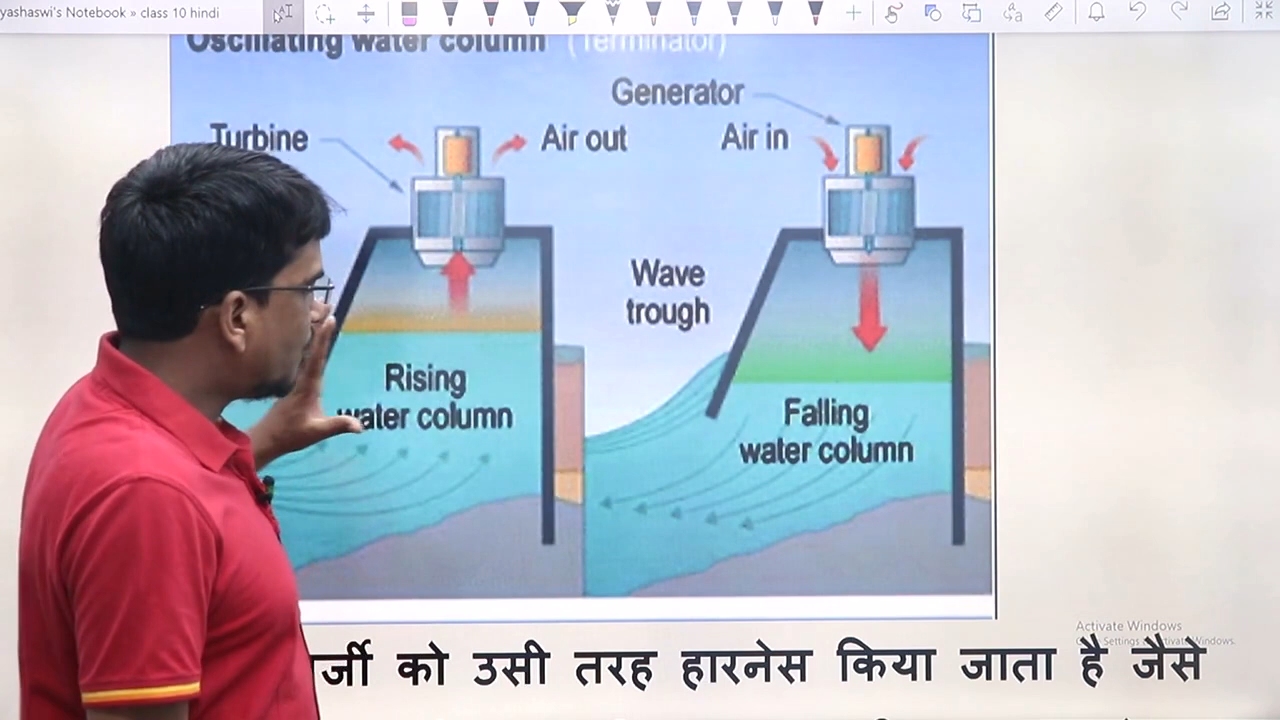 yashaswi's Notebook » class 10 hindi
Oscillating water column (Terminator)
Generator
Turbine
Air out
Air in
Wave
trough
Rising
water column
Falling
water column
Activate Windows
र्जी को उसी तरह हारनेस किया जाता है जैसे